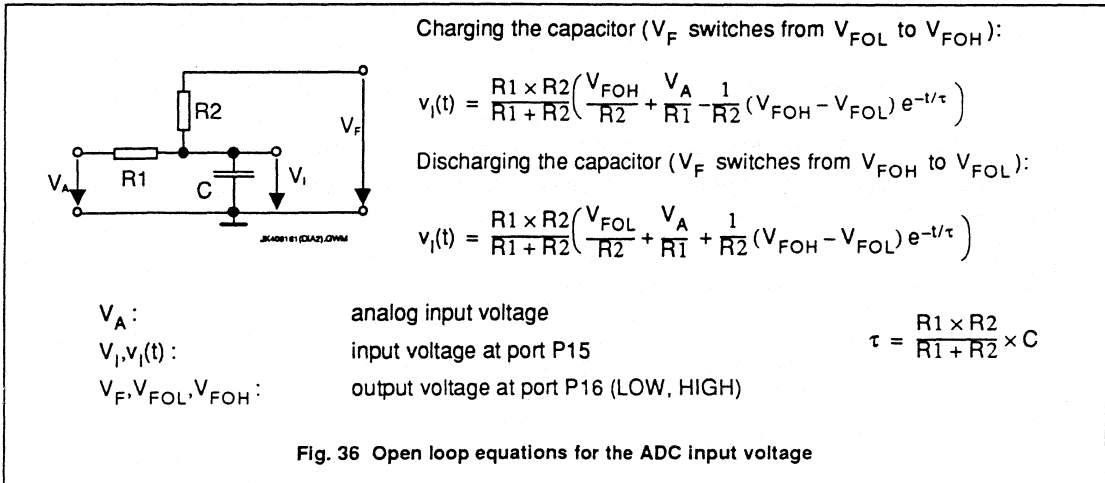 Charging the capacitor (V_F switches from V_FOL to V_FOH):
v_I(t) = R1 × R2 / R1 + R2 ( V_FOH / R2 + V_A / R1 - 1 / R2 (V_FOH - V_FOL) e^-t/τ )
Discharging the capacitor (V_F switches from V_FOH to V_FOL):
v_I(t) = R1 × R2 / R1 + R2 ( V_FOL / R2 + V_A / R1 + 1 / R2 (V_FOH - V_FOL) e^-t/τ )
R2
V_F
R1
V_A
C
V_I
JK408161(DIA2).GWM
V_A : analog input voltage
V_I,v_I(t) : input voltage at port P15
V_F,V_FOL,V_FOH : output voltage at port P16 (LOW, HIGH)
τ = R1 × R2 / R1 + R2 × C
Fig. 36 Open loop equations for the ADC input voltage